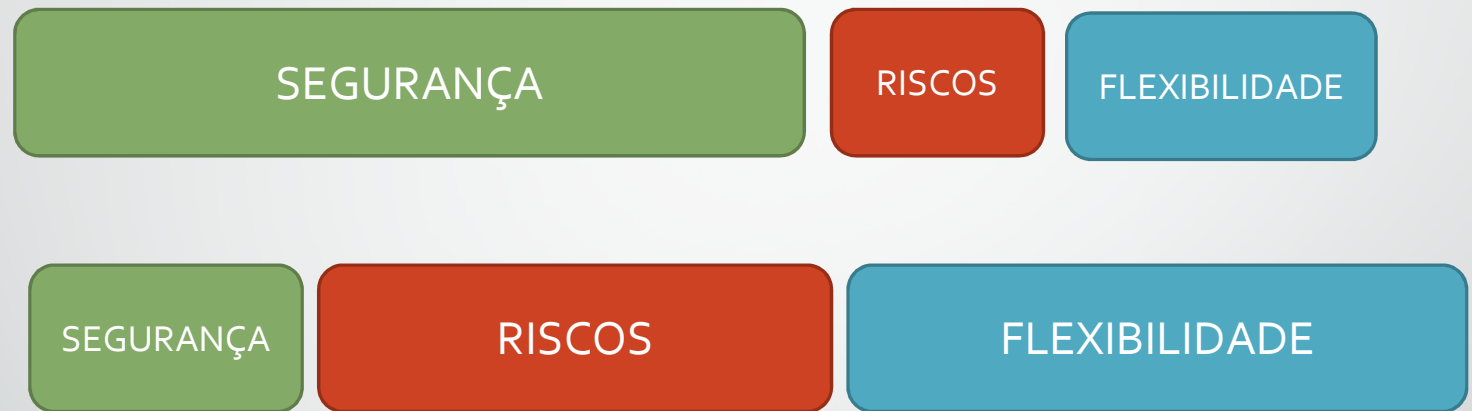 SEGURANÇA
RISCOS
FLEXIBILIDADE
SEGURANÇA
RISCOS
FLEXIBILIDADE